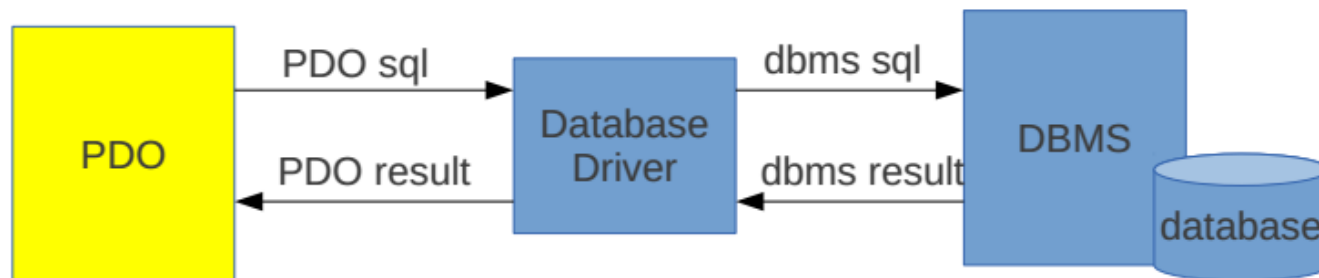 PDO
PDO sql
PDO result
Database
Driver
dbms sql
dbms result
DBMS
database